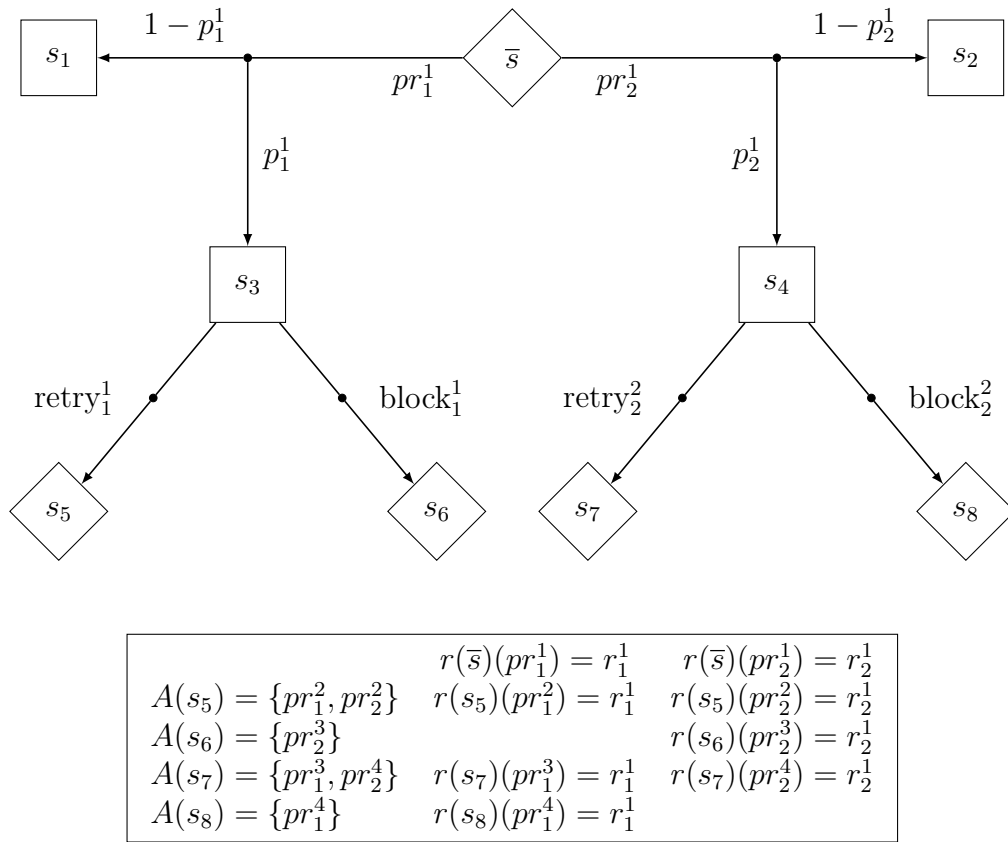 1 − p_1^1
1 − p_2^1
s_1
s̅
s_2
pr_1^1
pr_2^1
p_1^1
p_2^1
s_3
s_4
retry_1^1
block_1^1
retry_2^2
block_2^2
s_5
s_6
s_7
s_8
r(s̅)(pr_1^1) = r_1^1 r(s̅)(pr_2^1) = r_2^1
A(s_5) = {pr_1^2, pr_2^2} r(s_5)(pr_1^2) = r_1^1 r(s_5)(pr_2^2) = r_2^1
A(s_6) = {pr_2^3} r(s_6)(pr_2^3) = r_2^1
A(s_7) = {pr_1^3, pr_2^4} r(s_7)(pr_1^3) = r_1^1 r(s_7)(pr_2^4) = r_2^1
A(s_8) = {pr_1^4} r(s_8)(pr_1^4) = r_1^1